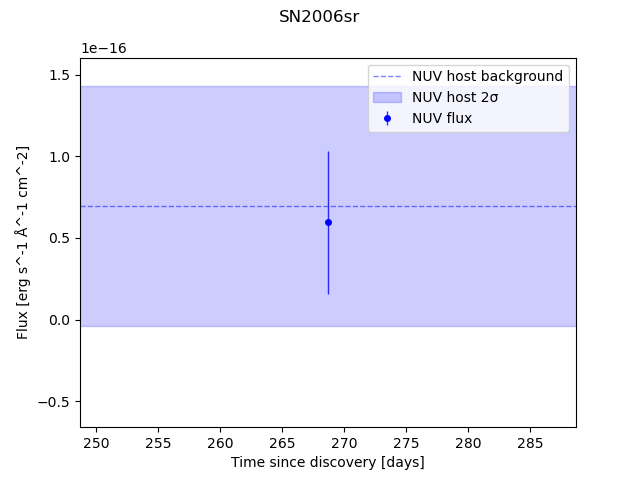 SN2006sr
1e−16
NUV host background
NUV host 2σ
NUV flux
1.5
1.0
0.5
0.0
−0.5
Flux [erg s^-1 Å^-1 cm^-2]
250 255 260 265 270 275 280 285
Time since discovery [days]